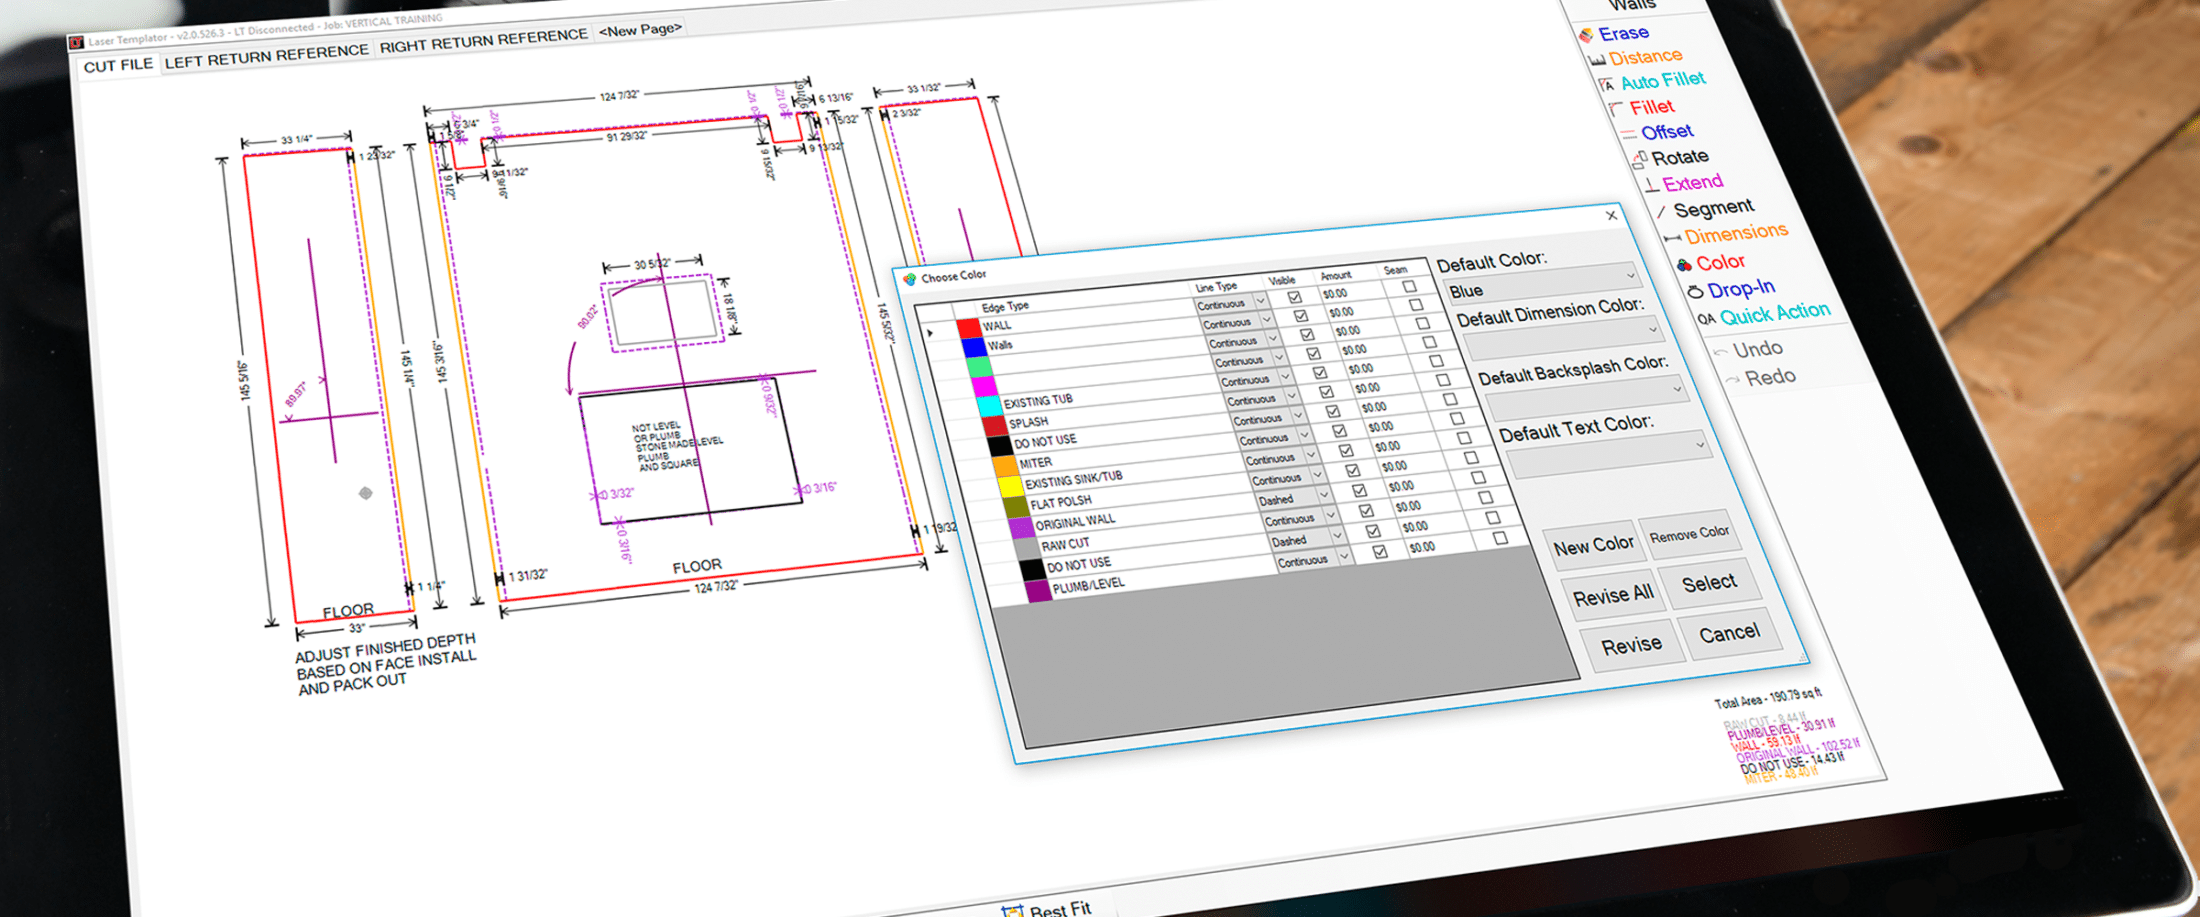 Laser Templator - v2.0.526.3 - LT Disconnected - Job: VERTICAL TRAINING
CUT FILE
LEFT RETURN REFERENCE
RIGHT RETURN REFERENCE
<New Page>
33 1/4"
1 23/32"
145 5/16"
145 1/4"
89.97°
FLOOR
1 1/4"
33"
ADJUST FINISHED DEPTH
BASED ON FACE INSTALL
AND PACK OUT
124 7/32"
91 29/32"
6 13/16"
9 15/32"
145 3/16"
145 5/32"
30 5/32"
18 1/8"
90.02°
NOT LEVEL
OR PLUMB
STONE MADE LEVEL
PLUMB
AND SQUARE
0 9/32"
0 3/32"
0 3/16"
0 3/16"
1 31/32"
FLOOR
124 7/32"
1 19/32
33 1/32"
2 3/32"
Choose Color
Edge Type
Line Type
Visible
Amount
Seam
WALL
Continuous
$0.00
Walls
Continuous
$0.00
Continuous
$0.00
Continuous
$0.00
EXISTING TUB
Continuous
$0.00
SPLASH
Continuous
$0.00
DO NOT USE
Continuous
$0.00
MITER
Continuous
$0.00
EXISTING SINK/TUB
Continuous
$0.00
FLAT POLSH
Continuous
$0.00
ORIGINAL WALL
Dashed
$0.00
RAW CUT
Continuous
$0.00
DO NOT USE
Dashed
$0.00
PLUMB/LEVEL
Continuous
$0.00
Default Color:
Blue
Default Dimension Color:
Default Backsplash Color:
Default Text Color:
New Color
Remove Color
Revise All
Select
Revise
Cancel
Walls
Erase
Distance
Auto Fillet
Fillet
Offset
Rotate
Extend
Segment
Dimensions
Color
Drop-In
QA Quick Action
Undo
Redo
Total Area - 190.79 sq ft
RAW CUT - 8.44 lf
PLUMB/LEVEL - 30.91 lf
WALL - 59.13 lf
ORIGINAL WALL - 102.52 lf
DO NOT USE - 14.43 lf
MITER - 48.40 lf
Best Fit